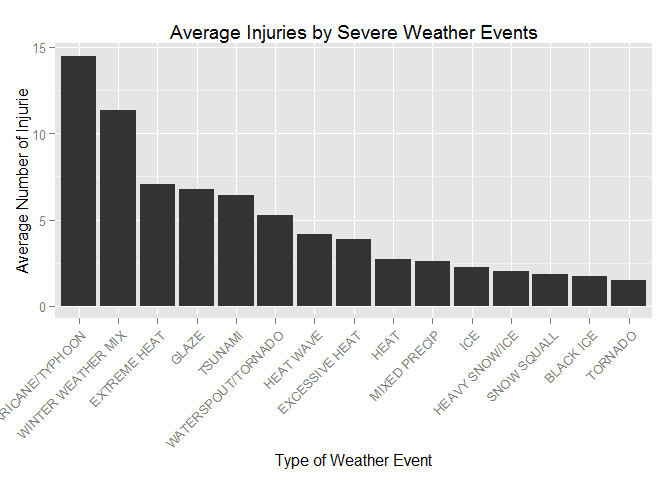 Average Injuries by Severe Weather Events
Average Number of Injurie
15
10
5
0
RRICANE/TYPHOON
WINTER WEATHER MIX
EXTREME HEAT
GLAZE
TSUNAMI
WATERSPOUT/TORNADO
HEAT WAVE
EXCESSIVE HEAT
HEAT
MIXED PRECIP
ICE
HEAVY SNOW/ICE
SNOW SQUALL
BLACK ICE
TORNADO
Type of Weather Event